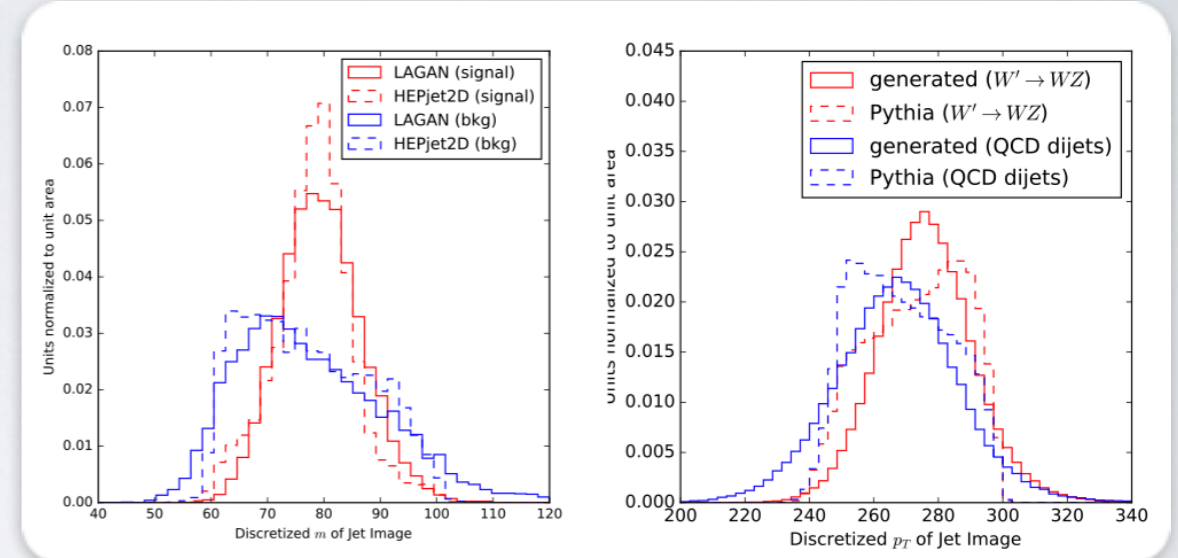 0.08
0.07
0.06
0.05
0.04
0.03
0.02
0.01
0.00
Units normalized to unit area
LAGAN (signal)
HEPjet2D (signal)
LAGAN (bkg)
HEPjet2D (bkg)
40 50 60 70 80 90 100 110 120
Discretized m of Jet Image
0.045
0.040
0.035
0.030
0.025
0.020
0.015
0.010
0.005
0.000
normalized to unit area
generated (W′ → WZ)
Pythia (W′ → WZ)
generated (QCD dijets)
Pythia (QCD dijets)
200 220 240 260 280 300 320 340
Discretized p_T of Jet Image